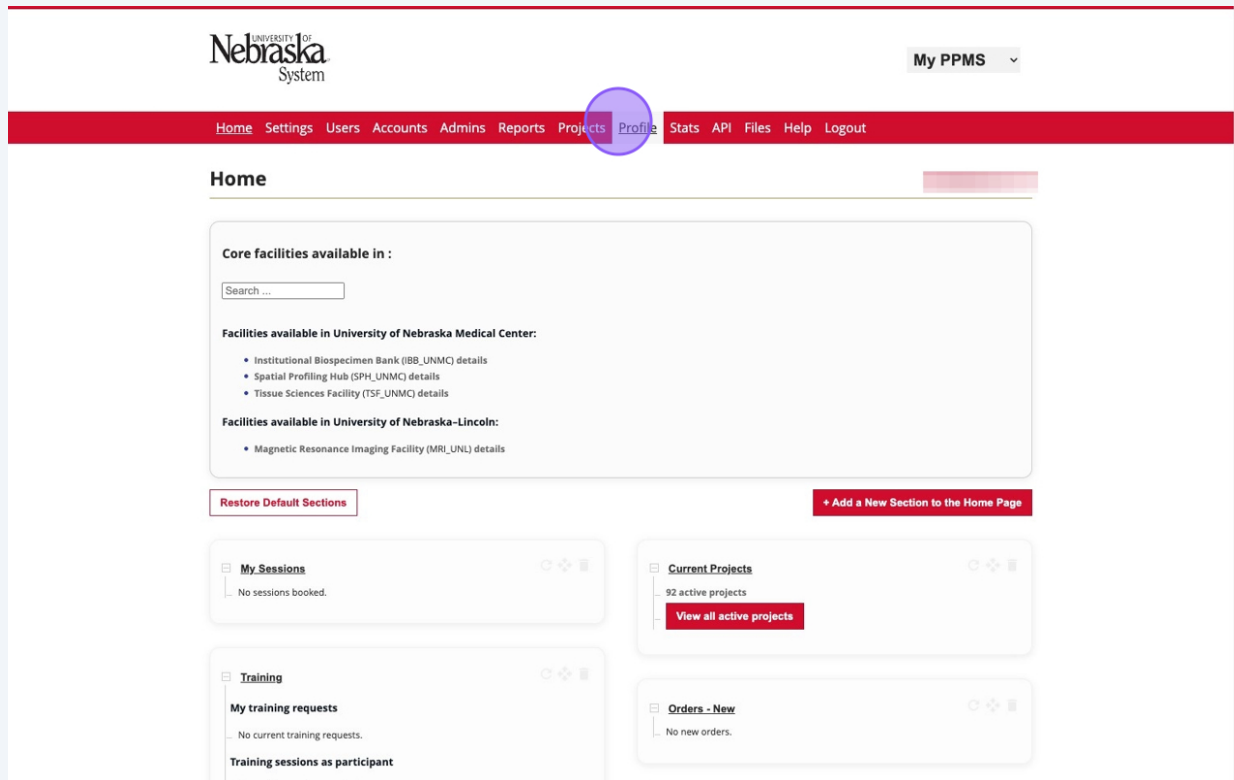 UNIVERSITY OF
Nebraska
System
My PPMS
Home Settings Users Accounts Admins Reports Projects Profile Stats API Files Help Logout
Home
Core facilities available in :
Search ...
Facilities available in University of Nebraska Medical Center:
Institutional Biospecimen Bank (IBB_UNMC) details
Spatial Profiling Hub (SPH_UNMC) details
Tissue Sciences Facility (TSF_UNMC) details
Facilities available in University of Nebraska–Lincoln:
Magnetic Resonance Imaging Facility (MRI_UNL) details
Restore Default Sections
+ Add a New Section to the Home Page
My Sessions
No sessions booked.
Current Projects
92 active projects
View all active projects
Training
My training requests
No current training requests.
Training sessions as participant
Orders - New
No new orders.